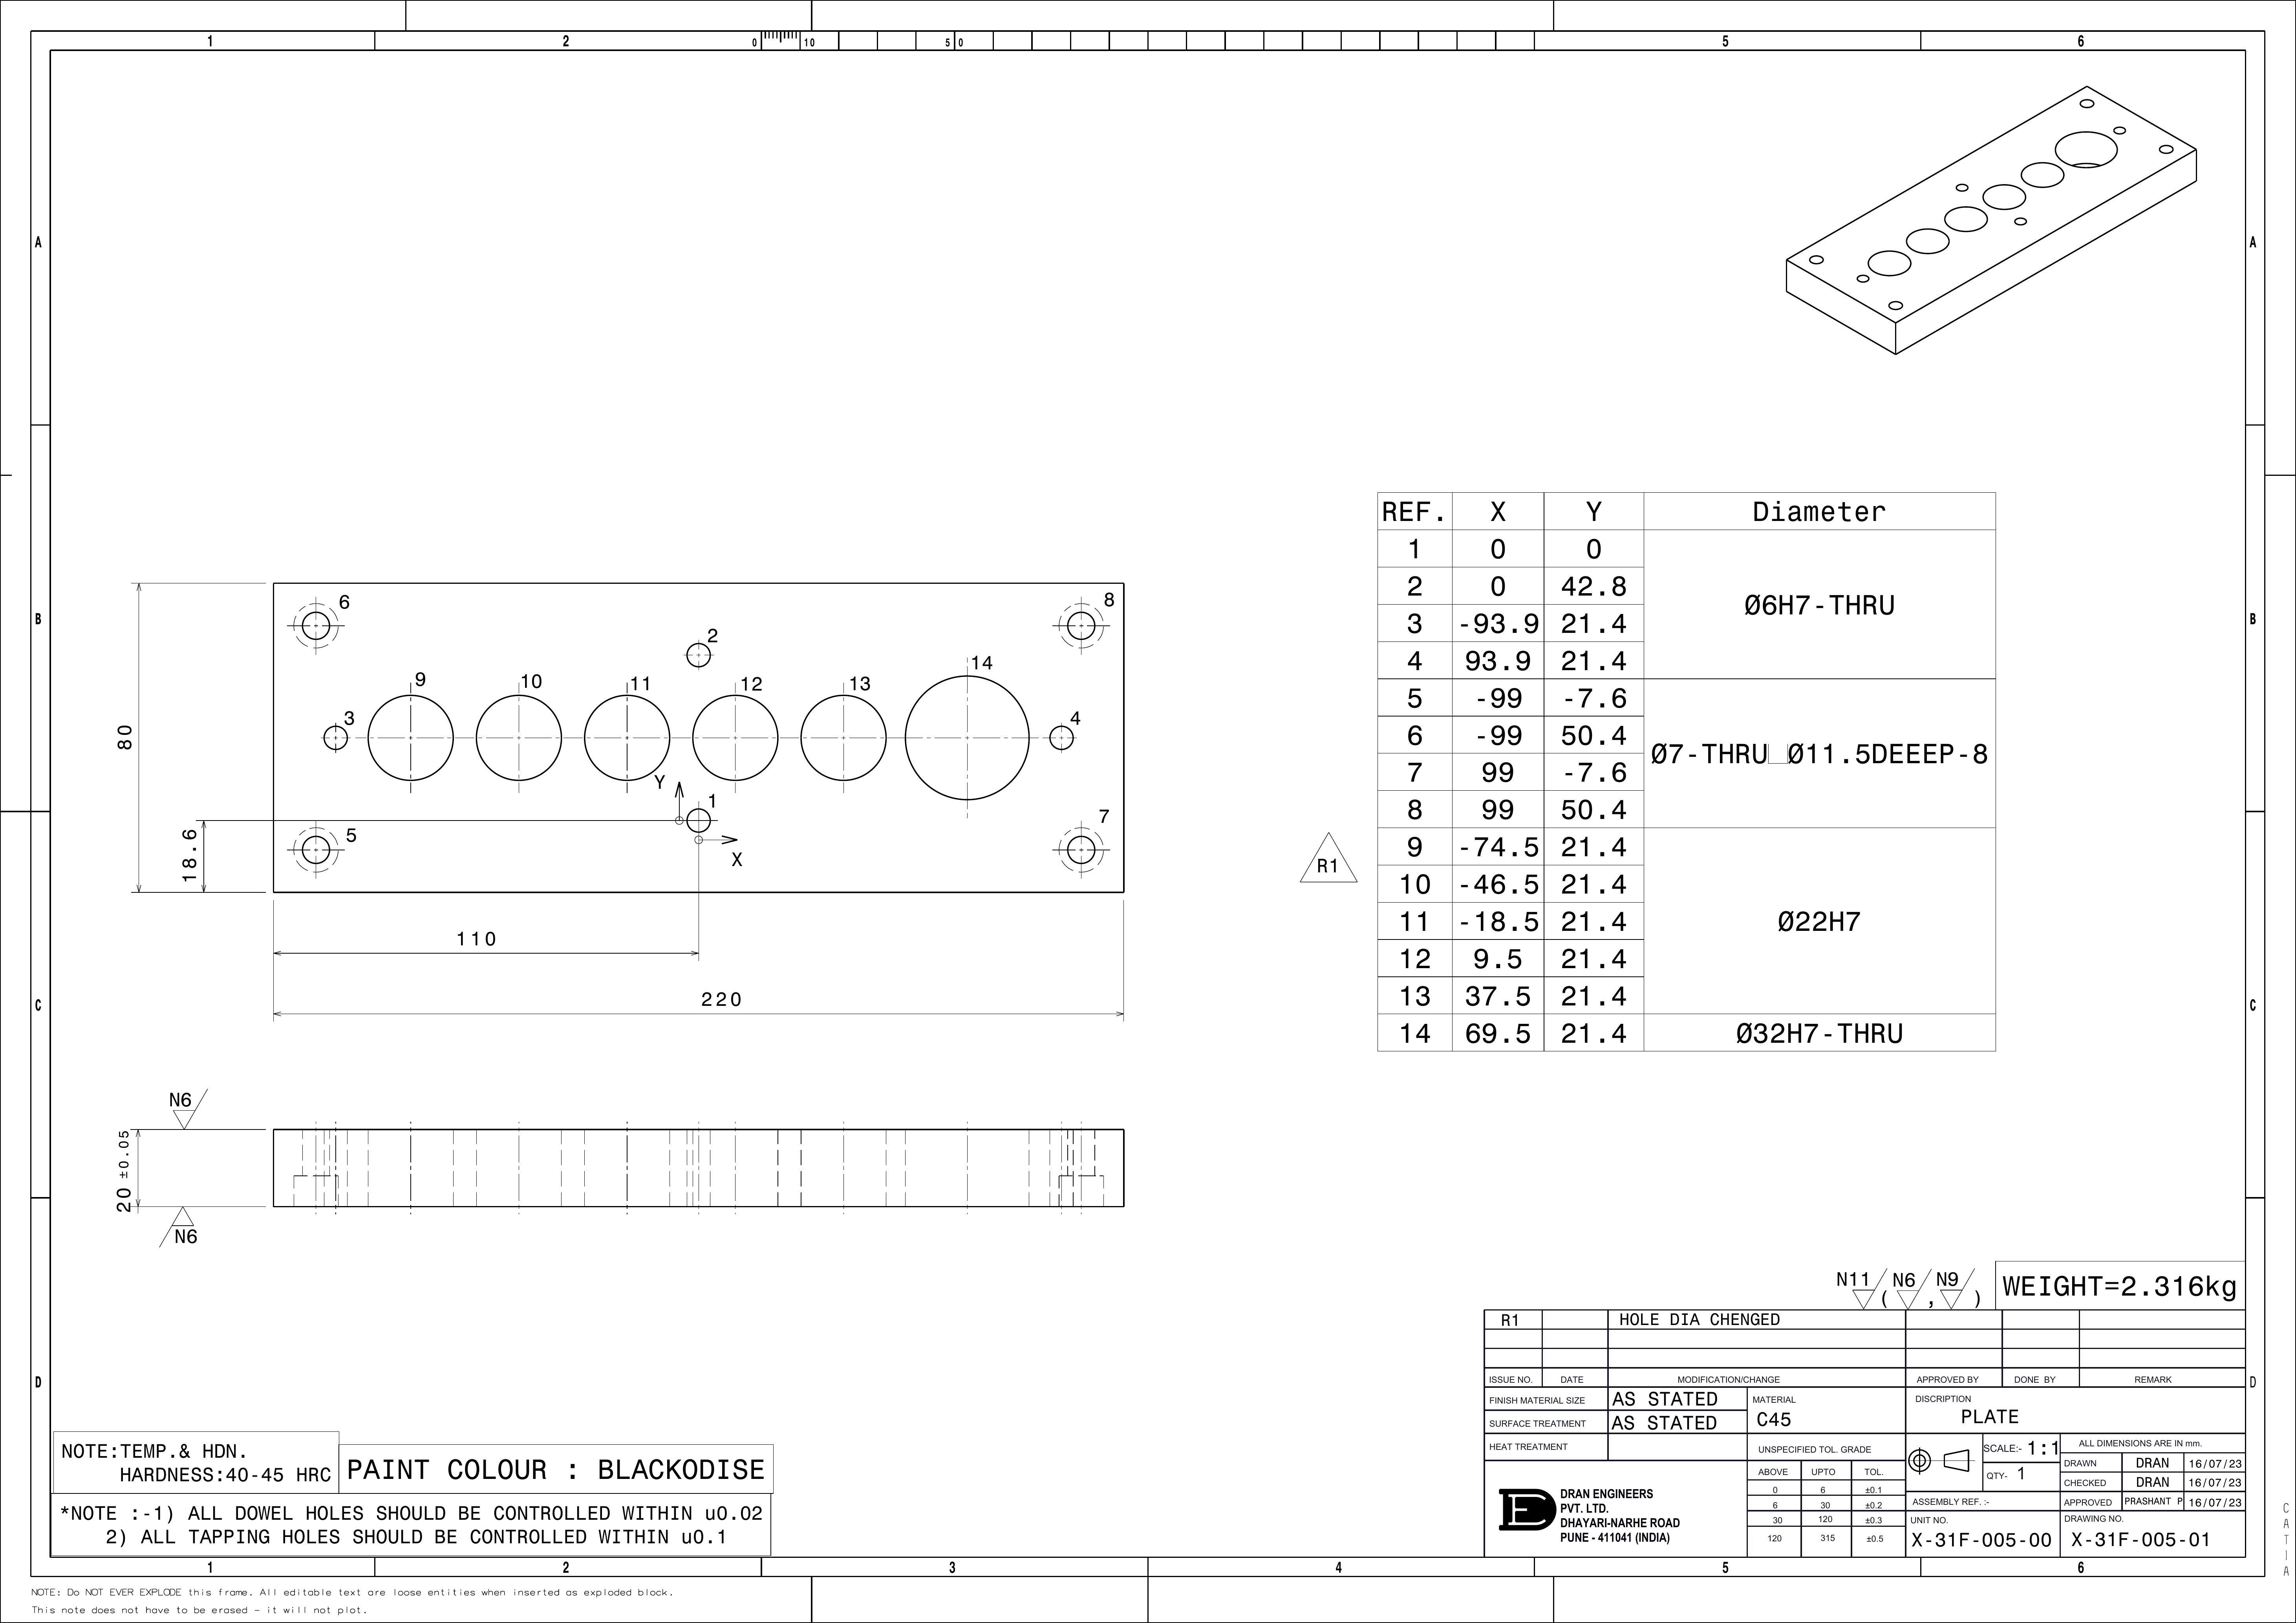 1 2 0 10 50 5 6
A A
B B
C C
D D
6
8
2
9 10 11 12 13 14
3 4
Y
1
5
7
X
80
18.6
110
220
N6
20 ±0.05
N6
REF. X Y Diameter
1 0 0 Ø6H7-THRU
2 0 42.8
3 -93.9 21.4
4 93.9 21.4
5 -99 -7.6 Ø7-THRU⎵Ø11.5DEEEP-8
6 -99 50.4
7 99 -7.6
8 99 50.4
9 -74.5 21.4 Ø22H7
10 -46.5 21.4
11 -18.5 21.4
12 9.5 21.4
13 37.5 21.4
14 69.5 21.4 Ø32H7-THRU
R1
N11 (N6, N9)
WEIGHT=2.316kg
R1 HOLE DIA CHENGED
ISSUE NO. DATE MODIFICATION/CHANGE APPROVED BY DONE BY REMARK
FINISH MATERIAL SIZE AS STATED
SURFACE TREATMENT AS STATED
HEAT TREATMENT
MATERIAL
C45
DISCRIPTION
PLATE
UNSPECIFIED TOL. GRADE
ABOVE UPTO TOL.
0 6 ±0.1
6 30 ±0.2
30 120 ±0.3
120 315 ±0.5
SCALE:- 1:1
QTY- 1
ALL DIMENSIONS ARE IN mm.
DRAWN DRAN 16/07/23
CHECKED DRAN 16/07/23
APPROVED PRASHANT P 16/07/23
ASSEMBLY REF. :-
UNIT NO.
X-31F-005-00
DRAWING NO.
X-31F-005-01
DE
DRAN ENGINEERS
PVT. LTD.
DHAYARI-NARHE ROAD
PUNE - 411041 (INDIA)
NOTE:TEMP.& HDN.
HARDNESS:40-45 HRC
PAINT COLOUR : BLACKODISE
*NOTE :-1) ALL DOWEL HOLES SHOULD BE CONTROLLED WITHIN u0.02
2) ALL TAPPING HOLES SHOULD BE CONTROLLED WITHIN u0.1
1 2 3 4 5 6
NOTE: Do NOT EVER EXPLODE this frame. All editable text are loose entities when inserted as exploded block.
This note does not have to be erased - it will not plot.
CATIA